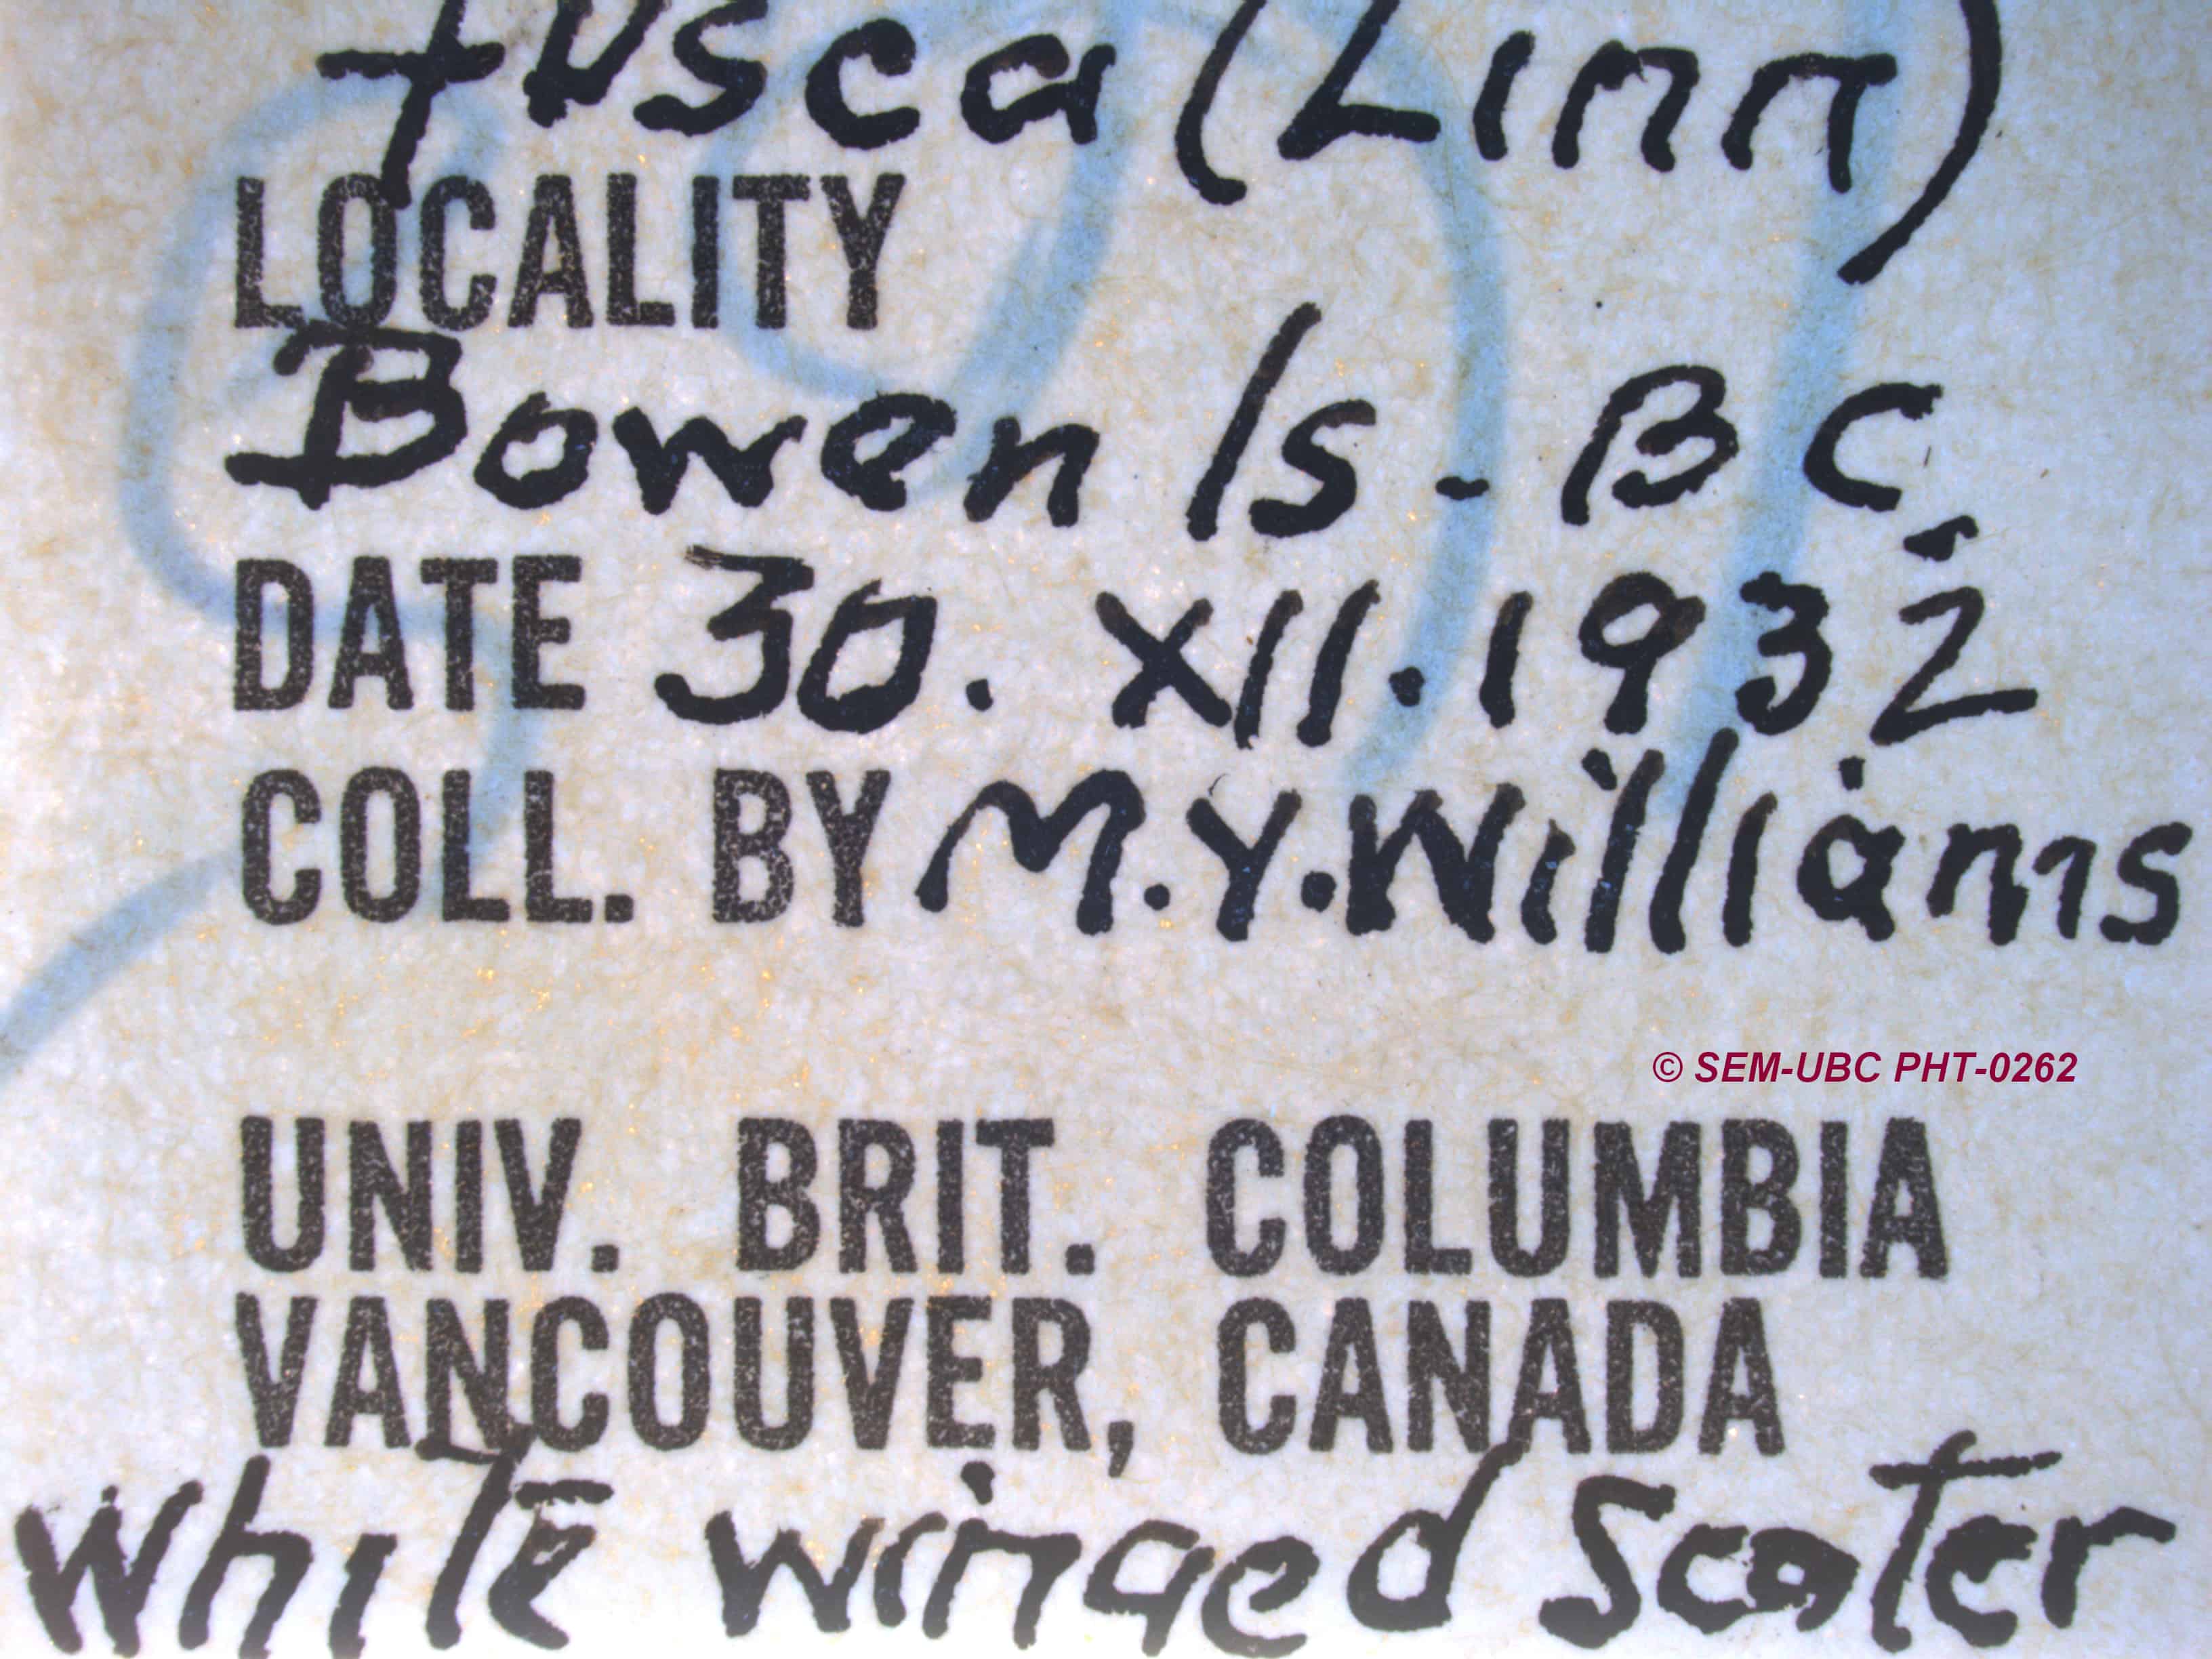 fusca (Linn)
LOCALITY
Bowen Is - BC
DATE 30. XII. 1932
COLL. BY M.Y. Williams
© SEM-UBC PHT-0262
UNIV. BRIT. COLUMBIA
VANCOUVER, CANADA
white winged Scoter